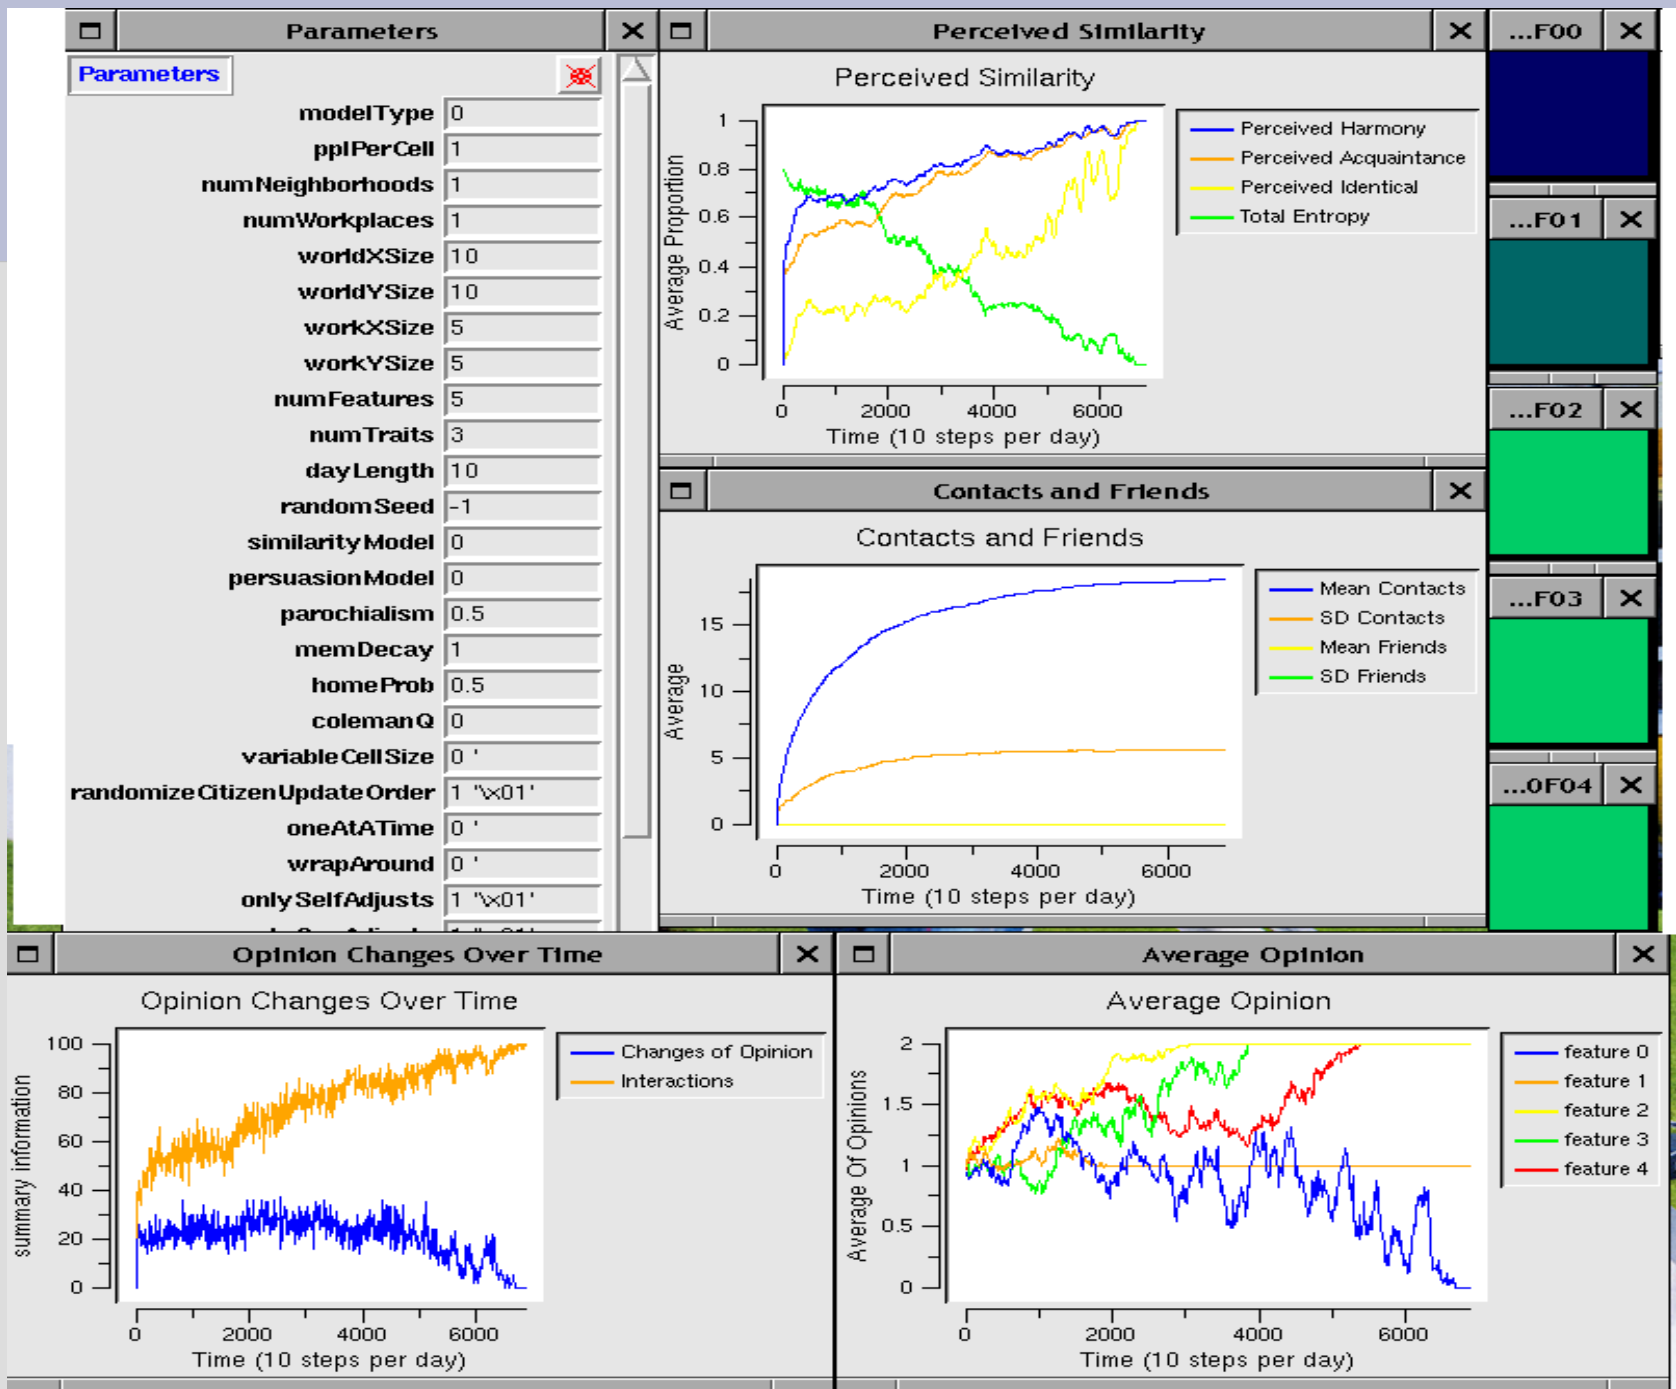 Parameters
Parameters
modelType 0
pplPerCell 1
numNeighborhoods 1
numWorkplaces 1
worldXSize 10
worldYSize 10
workXSize 5
workYSize 5
numFeatures 5
numTraits 3
dayLength 10
randomSeed -1
similarityModel 0
persuasionModel 0
parochialism 0.5
memDecay 1
homeProb 0.5
colemanQ 0
variableCellSize 0 '
randomizeCitizenUpdateOrder 1 '\x01'
oneAtATime 0 '
wrapAround 0 '
onlySelfAdjusts 1 '\x01'
Perceived Similarity
Perceived Similarity
Average Proportion
1
0.8
0.6
0.4
0.2
0
0 2000 4000 6000
Time (10 steps per day)
Perceived Harmony
Perceived Acquaintance
Perceived Identical
Total Entropy
Contacts and Friends
Contacts and Friends
Average
15
10
5
0
0 2000 4000 6000
Time (10 steps per day)
Mean Contacts
SD Contacts
Mean Friends
SD Friends
...F00
...F01
...F02
...F03
...0F04
Opinion Changes Over Time
Opinion Changes Over Time
summary information
100
80
60
40
20
0
0 2000 4000 6000
Time (10 steps per day)
Changes of Opinion
Interactions
Average Opinion
Average Opinion
Average Of Opinions
2
1.5
1
0.5
0
0 2000 4000 6000
Time (10 steps per day)
feature 0
feature 1
feature 2
feature 3
feature 4